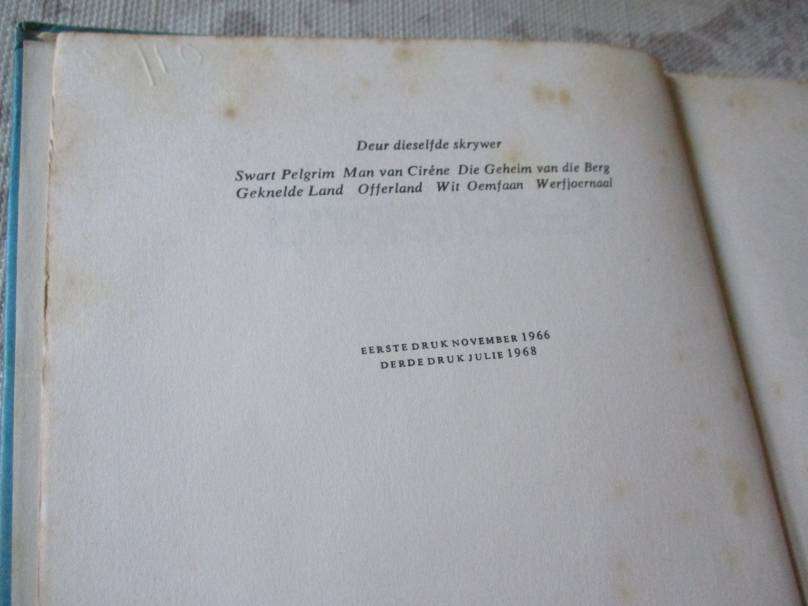 Deur dieselfde skrywer
Swart Pelgrim Man van Ciréne Die Geheim van die Berg
Geknelde Land Offerland Wit Oemfaan Werfjoernaal
EERSTE DRUK NOVEMBER 1966
DERDE DRUK JULIE 1968